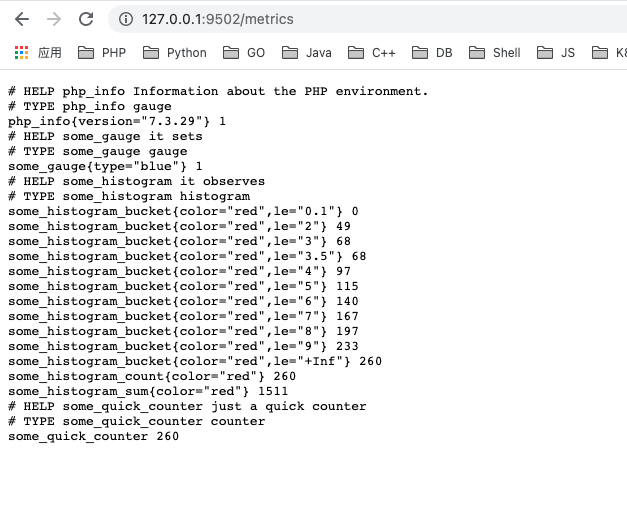 127.0.0.1:9502/metrics
应用 PHP Python GO Java C++ DB Shell JS K8
# HELP php_info Information about the PHP environment.
# TYPE php_info gauge
php_info{version="7.3.29"} 1
# HELP some_gauge it sets
# TYPE some_gauge gauge
some_gauge{type="blue"} 1
# HELP some_histogram it observes
# TYPE some_histogram histogram
some_histogram_bucket{color="red",le="0.1"} 0
some_histogram_bucket{color="red",le="2"} 49
some_histogram_bucket{color="red",le="3"} 68
some_histogram_bucket{color="red",le="3.5"} 68
some_histogram_bucket{color="red",le="4"} 97
some_histogram_bucket{color="red",le="5"} 115
some_histogram_bucket{color="red",le="6"} 140
some_histogram_bucket{color="red",le="7"} 167
some_histogram_bucket{color="red",le="8"} 197
some_histogram_bucket{color="red",le="9"} 233
some_histogram_bucket{color="red",le="+Inf"} 260
some_histogram_count{color="red"} 260
some_histogram_sum{color="red"} 1511
# HELP some_quick_counter just a quick counter
# TYPE some_quick_counter counter
some_quick_counter 260